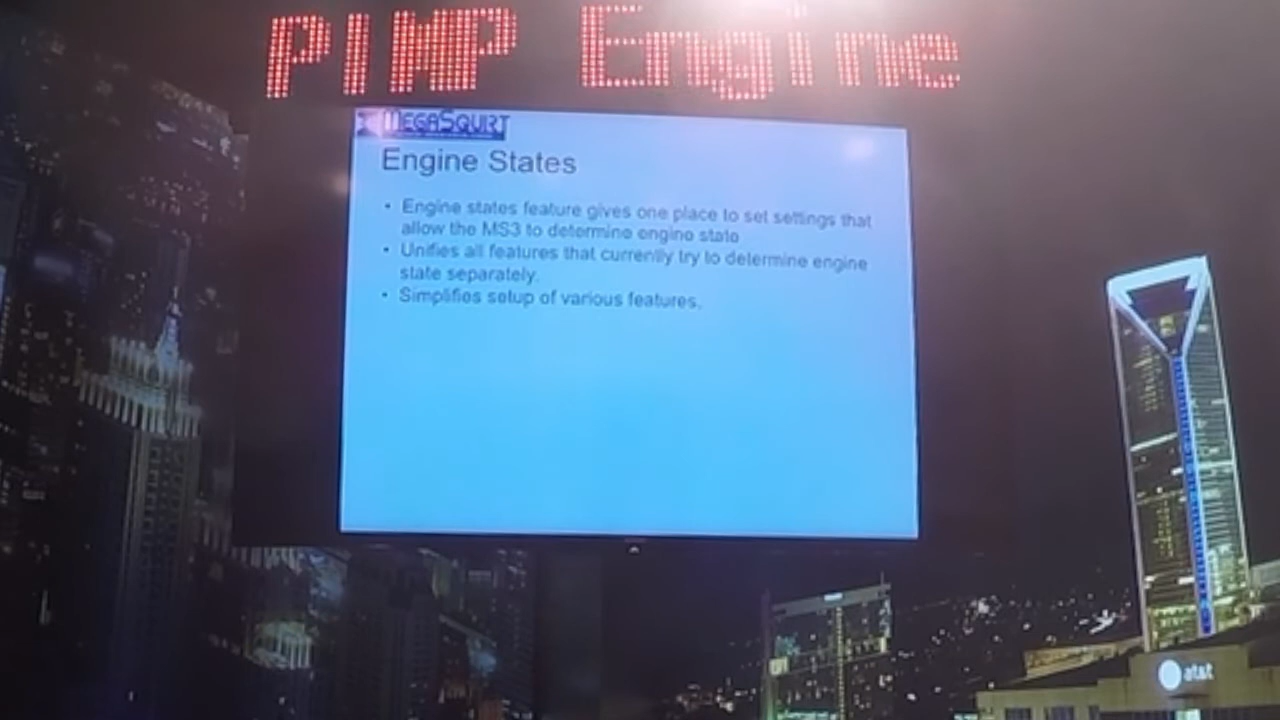 PIMP Engine
MEGASQUIRT
Engine States
• Engine states feature gives one place to set settings that
allow the MS3 to determine engine state
• Unifies all features that currently try to determine engine
state separately.
• Simplifies setup of various features.
at&t